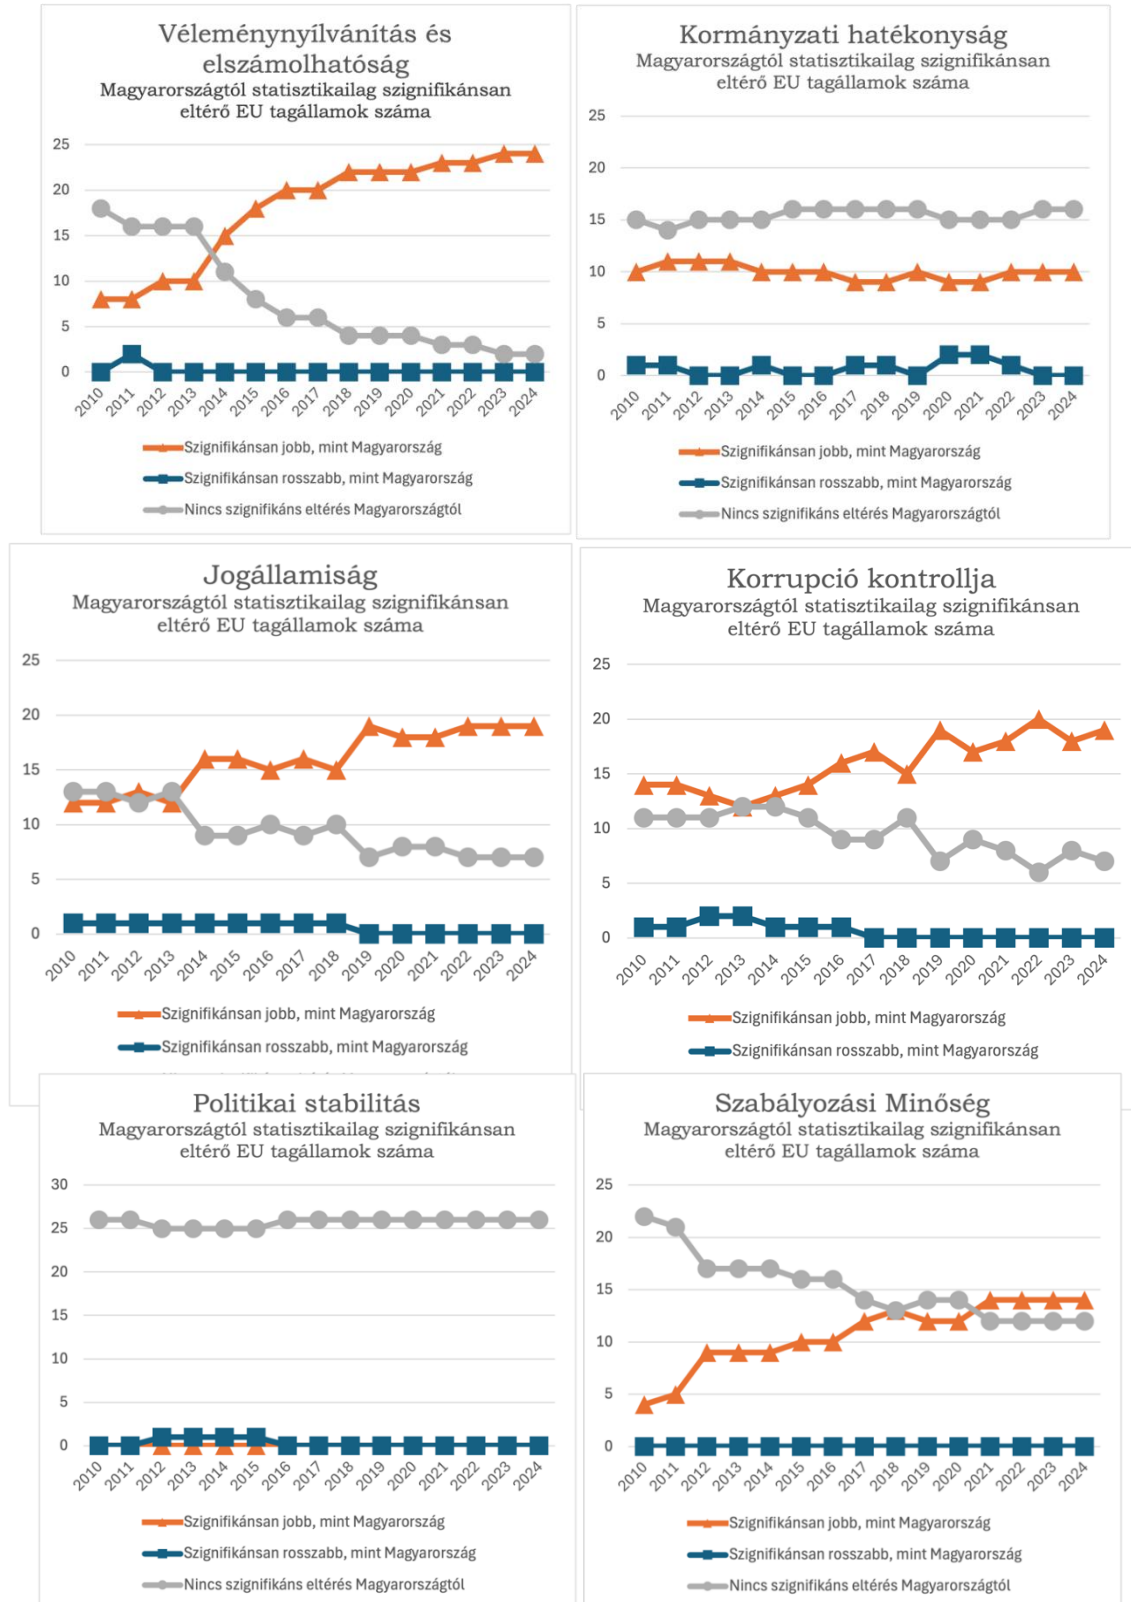 Véleménynyílvánítás és
elszámolhatóság
Magyarországtól statisztikailag szignifikánsan
eltérő EU tagállamok száma
25
20
15
10
5
0
2010 2011 2012 2013 2014 2015 2016 2017 2018 2019 2020 2021 2022 2023 2024
Szignifikánsan jobb, mint Magyarország
Szignifikánsan rosszabb, mint Magyarország
Nincs szignifikáns eltérés Magyarországtól
Kormányzati hatékonyság
Magyarországtól statisztikailag szignifikánsan
eltérő EU tagállamok száma
25
20
15
10
5
0
2010 2011 2012 2013 2014 2015 2016 2017 2018 2019 2020 2021 2022 2023 2024
Szignifikánsan jobb, mint Magyarország
Szignifikánsan rosszabb, mint Magyarország
Nincs szignifikáns eltérés Magyarországtól
Jogállamiság
Magyarországtól statisztikailag szignifikánsan
eltérő EU tagállamok száma
25
20
15
10
5
0
2010 2011 2012 2013 2014 2015 2016 2017 2018 2019 2020 2021 2022 2023 2024
Szignifikánsan jobb, mint Magyarország
Szignifikánsan rosszabb, mint Magyarország
Korrupció kontrollja
Magyarországtól statisztikailag szignifikánsan
eltérő EU tagállamok száma
25
20
15
10
5
0
2010 2011 2012 2013 2014 2015 2016 2017 2018 2019 2020 2021 2022 2023 2024
Szignifikánsan jobb, mint Magyarország
Szignifikánsan rosszabb, mint Magyarország
Politikai stabilitás
Magyarországtól statisztikailag szignifikánsan
eltérő EU tagállamok száma
30
25
20
15
10
5
0
2010 2011 2012 2013 2014 2015 2016 2017 2018 2019 2020 2021 2022 2023 2024
Szignifikánsan jobb, mint Magyarország
Szignifikánsan rosszabb, mint Magyarország
Nincs szignifikáns eltérés Magyarországtól
Szabályozási Minőség
Magyarországtól statisztikailag szignifikánsan
eltérő EU tagállamok száma
25
20
15
10
5
0
2010 2011 2012 2013 2014 2015 2016 2017 2018 2019 2020 2021 2022 2023 2024
Szignifikánsan jobb, mint Magyarország
Szignifikánsan rosszabb, mint Magyarország
Nincs szignifikáns eltérés Magyarországtól